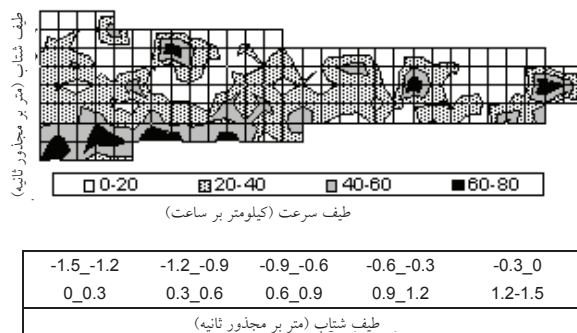 طیف شتاب (متر بر مجذور ثانیه)
0-20 20-40 40-60 60-80
طیف سرعت (کیلومتر بر ساعت)
-1.5_-1.2 -1.2_-0.9 -0.9_-0.6 -0.6_-0.3 -0.3_0
0_0.3 0.3_0.6 0.6_0.9 0.9_1.2 1.2-1.5
طیف شتاب (متر بر مجذور ثانیه)